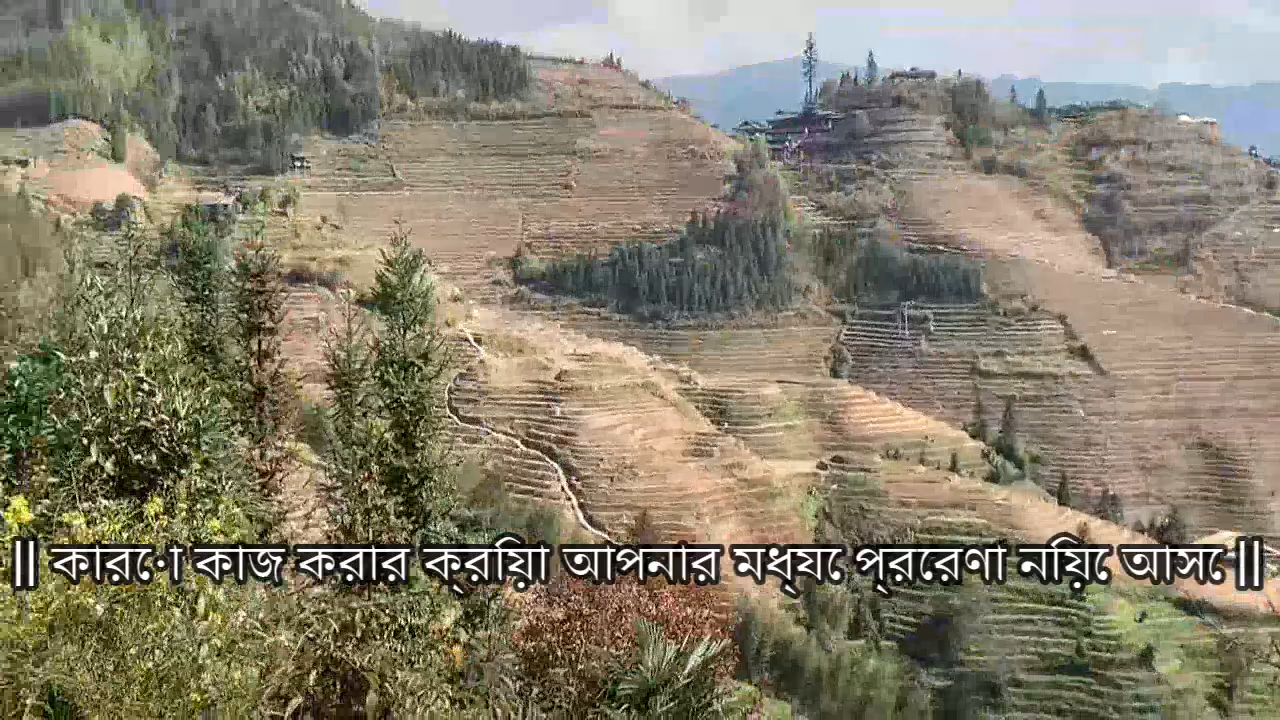 || কারণো কাজ করার ক্রিয়া আপনার মধ্যে প্রেরণা নিয়ে আসে ||